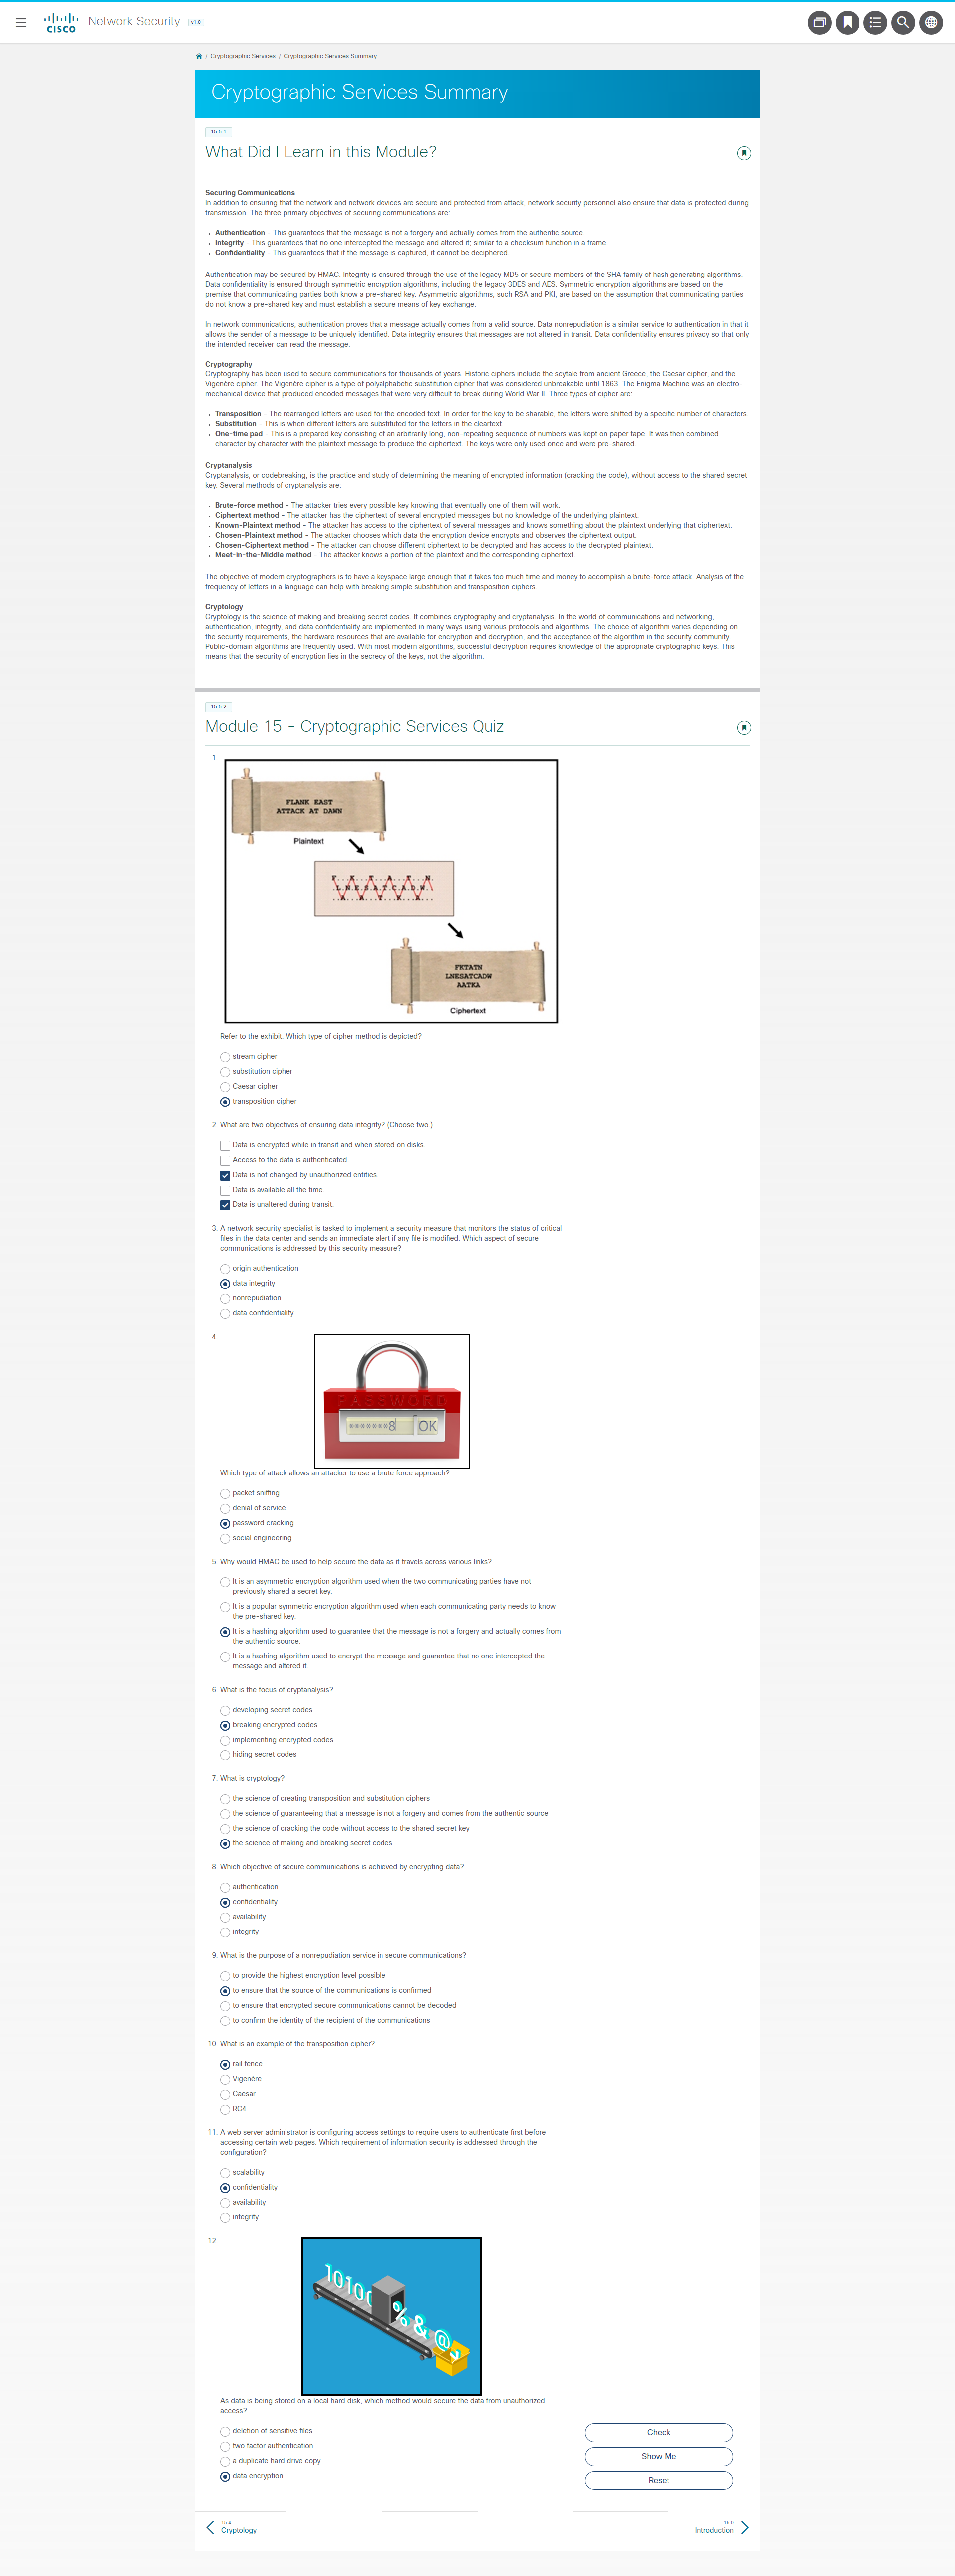 CISCO
Network Security v1.0
/ Cryptographic Services / Cryptographic Services Summary
Cryptographic Services Summary
15.5.1
What Did I Learn in this Module?
Securing Communications
In addition to ensuring that the network and network devices are secure and protected from attack, network security personnel also ensure that data is protected during
transmission. The three primary objectives of securing communications are:
• Authentication - This guarantees that the message is not a forgery and actually comes from the authentic source.
• Integrity - This guarantees that no one intercepted the message and altered it; similar to a checksum function in a frame.
• Confidentiality - This guarantees that if the message is captured, it cannot be deciphered.
Authentication may be secured by HMAC. Integrity is ensured through the use of the legacy MD5 or secure members of the SHA family of hash generating algorithms.
Data confidentiality is ensured through symmetric encryption algorithms, including the legacy 3DES and AES. Symmetric encryption algorithms are based on the
premise that communicating parties both know a pre-shared key. Asymmetric algorithms, such RSA and PKI, are based on the assumption that communicating parties
do not know a pre-shared key and must establish a secure means of key exchange.
In network communications, authentication proves that a message actually comes from a valid source. Data nonrepudiation is a similar service to authentication in that it
allows the sender of a message to be uniquely identified. Data integrity ensures that messages are not altered in transit. Data confidentiality ensures privacy so that only
the intended receiver can read the message.
Cryptography
Cryptography has been used to secure communications for thousands of years. Historic ciphers include the scytale from ancient Greece, the Caesar cipher, and the
Vigenère cipher. The Vigenère cipher is a type of polyalphabetic substitution cipher that was considered unbreakable until 1863. The Enigma Machine was an electro-
mechanical device that produced encoded messages that were very difficult to break during World War II. Three types of cipher are:
• Transposition - The rearranged letters are used for the encoded text. In order for the key to be sharable, the letters were shifted by a specific number of characters.
• Substitution - This is when different letters are substituted for the letters in the cleartext.
• One-time pad - This is a prepared key consisting of an arbitrarily long, non-repeating sequence of numbers was kept on paper tape. It was then combined
character by character with the plaintext message to produce the ciphertext. The keys were only used once and were pre-shared.
Cryptanalysis
Cryptanalysis, or codebreaking, is the practice and study of determining the meaning of encrypted information (cracking the code), without access to the shared secret
key. Several methods of cryptanalysis are:
• Brute-force method - The attacker tries every possible key knowing that eventually one of them will work.
• Ciphertext method - The attacker has the ciphertext of several encrypted messages but no knowledge of the underlying plaintext.
• Known-Plaintext method - The attacker has access to the ciphertext of several messages and knows something about the plaintext underlying that ciphertext.
• Chosen-Plaintext method - The attacker chooses which data the encryption device encrypts and observes the ciphertext output.
• Chosen-Ciphertext method - The attacker can choose different ciphertext to be decrypted and has access to the decrypted plaintext.
• Meet-in-the-Middle method - The attacker knows a portion of the plaintext and the corresponding ciphertext.
The objective of modern cryptographers is to have a keyspace large enough that it takes too much time and money to accomplish a brute-force attack. Analysis of the
frequency of letters in a language can help with breaking simple substitution and transposition ciphers.
Cryptology
Cryptology is the science of making and breaking secret codes. It combines cryptography and cryptanalysis. In the world of communications and networking,
authentication, integrity, and data confidentiality are implemented in many ways using various protocols and algorithms. The choice of algorithm varies depending on
the security requirements, the hardware resources that are available for encryption and decryption, and the acceptance of the algorithm in the security community.
Public-domain algorithms are frequently used. With most modern algorithms, successful decryption requires knowledge of the appropriate cryptographic keys. This
means that the security of encryption lies in the secrecy of the keys, not the algorithm.
15.5.2
Module 15 - Cryptographic Services Quiz
1.
FLANK EAST
ATTACK AT DAWN
Plaintext
F...K...T...A...T...N.
.L.N.E.S.A.T.C.A.D.W..
..A...A...T...K...A...
FKTATN
LNESATCADW
AATKA
Ciphertext
Refer to the exhibit. Which type of cipher method is depicted?
stream cipher
substitution cipher
Caesar cipher
transposition cipher
2. What are two objectives of ensuring data integrity? (Choose two.)
Data is encrypted while in transit and when stored on disks.
Access to the data is authenticated.
Data is not changed by unauthorized entities.
Data is available all the time.
Data is unaltered during transit.
3. A network security specialist is tasked to implement a security measure that monitors the status of critical
files in the data center and sends an immediate alert if any file is modified. Which aspect of secure
communications is addressed by this security measure?
origin authentication
data integrity
nonrepudiation
data confidentiality
4.
PASSWORD
*******8 OK
Which type of attack allows an attacker to use a brute force approach?
packet sniffing
denial of service
password cracking
social engineering
5. Why would HMAC be used to help secure the data as it travels across various links?
It is an asymmetric encryption algorithm used when the two communicating parties have not
previously shared a secret key.
It is a popular symmetric encryption algorithm used when each communicating party needs to know
the pre-shared key.
It is a hashing algorithm used to guarantee that the message is not a forgery and actually comes from
the authentic source.
It is a hashing algorithm used to encrypt the message and guarantee that no one intercepted the
message and altered it.
6. What is the focus of cryptanalysis?
developing secret codes
breaking encrypted codes
implementing encrypted codes
hiding secret codes
7. What is cryptology?
the science of creating transposition and substitution ciphers
the science of guaranteeing that a message is not a forgery and comes from the authentic source
the science of cracking the code without access to the shared secret key
the science of making and breaking secret codes
8. Which objective of secure communications is achieved by encrypting data?
authentication
confidentiality
availability
integrity
9. What is the purpose of a nonrepudiation service in secure communications?
to provide the highest encryption level possible
to ensure that the source of the communications is confirmed
to ensure that encrypted secure communications cannot be decoded
to confirm the identity of the recipient of the communications
10. What is an example of the transposition cipher?
rail fence
Vigenère
Caesar
RC4
11. A web server administrator is configuring access settings to require users to authenticate first before
accessing certain web pages. Which requirement of information security is addressed through the
configuration?
scalability
confidentiality
availability
integrity
12.
10100
%&@
As data is being stored on a local hard disk, which method would secure the data from unauthorized
access?
deletion of sensitive files
two factor authentication
a duplicate hard drive copy
data encryption
Check
Show Me
Reset
15.4
Cryptology
16.0
Introduction